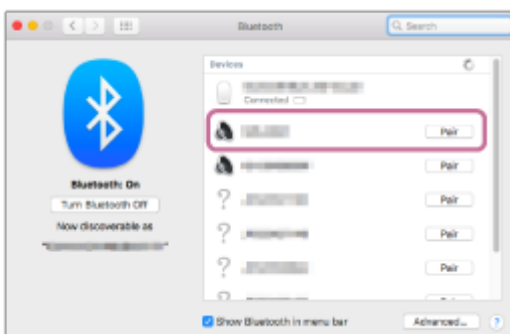 Bluetooth
Search
Devices
Connected
Pair
Pair
Pair
Pair
Pair
Bluetooth: On
Turn Bluetooth Off
Now discoverable as
Show Bluetooth in menu bar
Advanced...
?